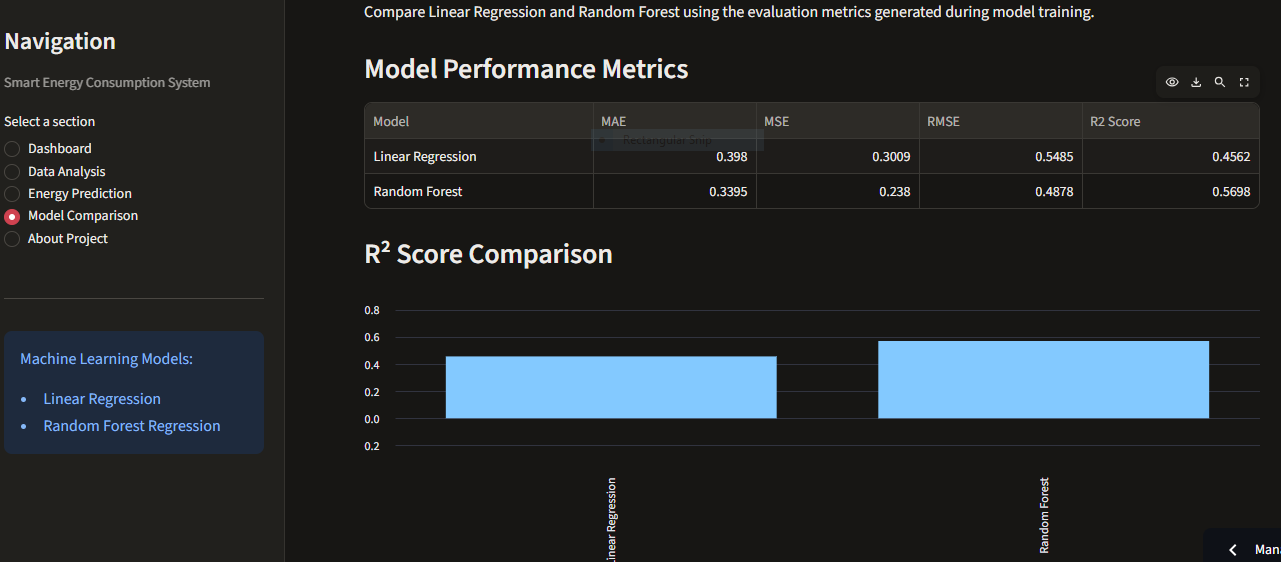 Compare Linear Regression and Random Forest using the evaluation metrics generated during model training.
Navigation
Smart Energy Consumption System
Select a section
Dashboard
Data Analysis
Energy Prediction
Model Comparison
About Project
Machine Learning Models:
• Linear Regression
• Random Forest Regression
Model Performance Metrics
Model MAE MSE RMSE R2 Score
Rectangular Snip
Linear Regression 0.398 0.3009 0.5485 0.4562
Random Forest 0.3395 0.238 0.4878 0.5698
R² Score Comparison
0.8
0.6
0.4
0.2
0.0
0.2
Linear Regression
Random Forest